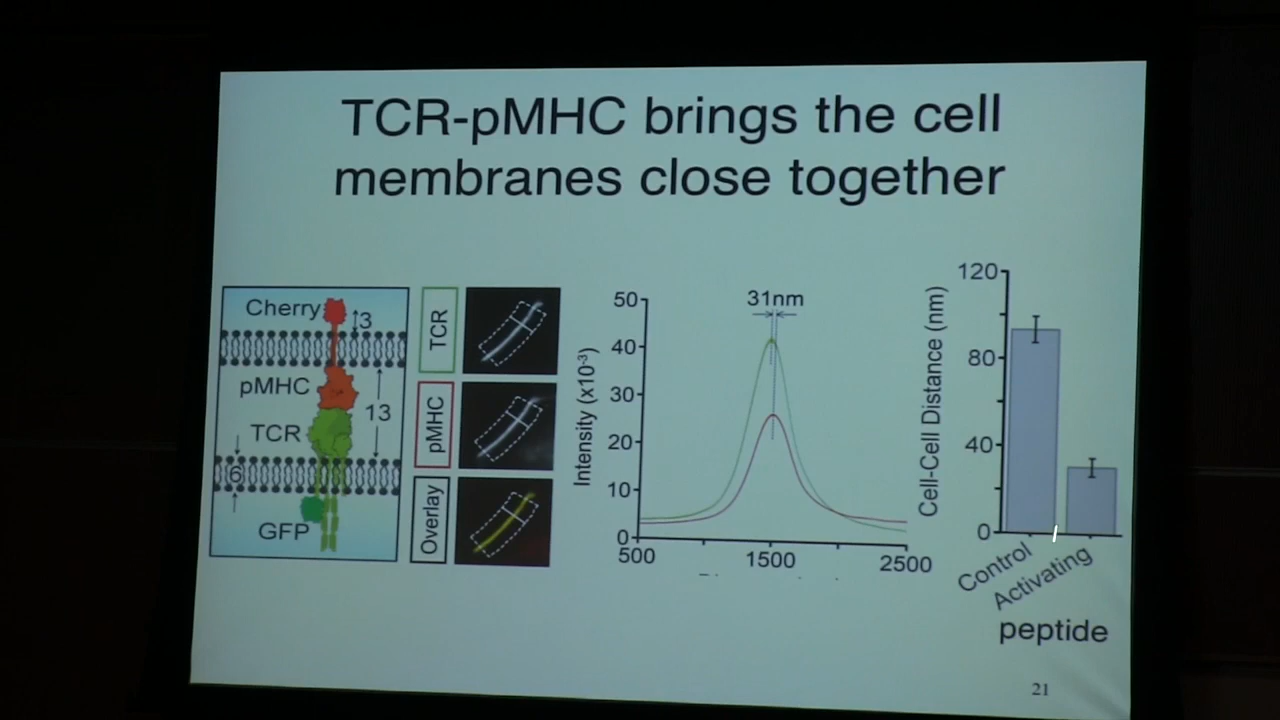 TCR-pMHC brings the cell
membranes close together
Cherry
3
pMHC
13
TCR
6
GFP
TCR
pMHC
Overlay
Intensity (x10-3)
50
40
30
20
10
0
31nm
500
1500
2500
Cell-Cell Distance (nm)
120
80
40
0
Control
Activating
peptide
21